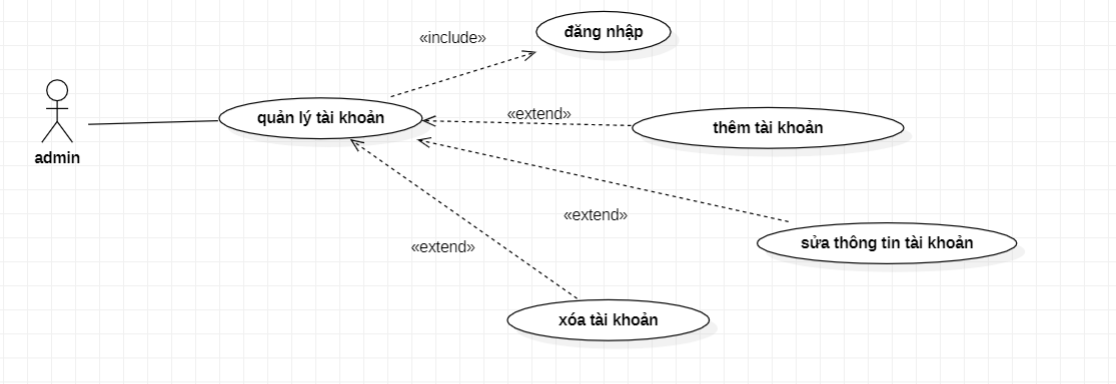 đăng nhập
«include»
quản lý tài khoản
«extend»
thêm tài khoản
admin
«extend»
sửa thông tin tài khoản
«extend»
xóa tài khoản